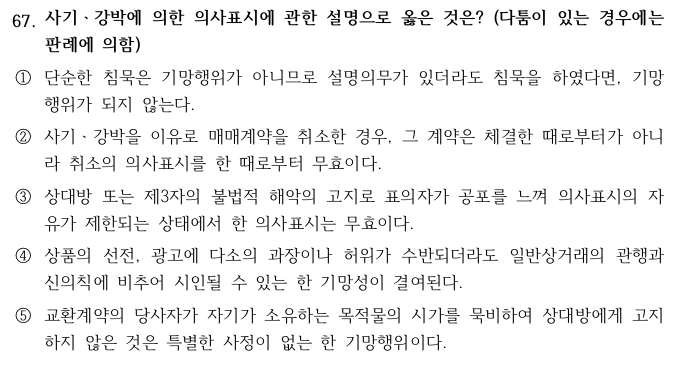 67. 사기ㆍ강박에 의한 의사표시에 관한 설명으로 옳은 것은? (다툼이 있는 경우에는
판례에 의함)
① 단순한 침묵은 기망행위가 아니므로 설명의무가 있더라도 침묵을 하였다면, 기망
행위가 되지 않는다.
② 사기ㆍ강박을 이유로 매매계약을 취소한 경우, 그 계약은 체결한 때로부터가 아니
라 취소의 의사표시를 한 때로부터 무효이다.
③ 상대방 또는 제3자의 불법적 해악의 고지로 표의자가 공포를 느껴 의사표시의 자
유가 제한되는 상태에서 한 의사표시는 무효이다.
④ 상품의 선전, 광고에 다소의 과장이나 허위가 수반되더라도 일반상거래의 관행과
신의칙에 비추어 시인될 수 있는 한 기망성이 결여된다.
⑤ 교환계약의 당사자가 자기가 소유하는 목적물의 시가를 묵비하여 상대방에게 고지
하지 않은 것은 특별한 사정이 없는 한 기망행위이다.